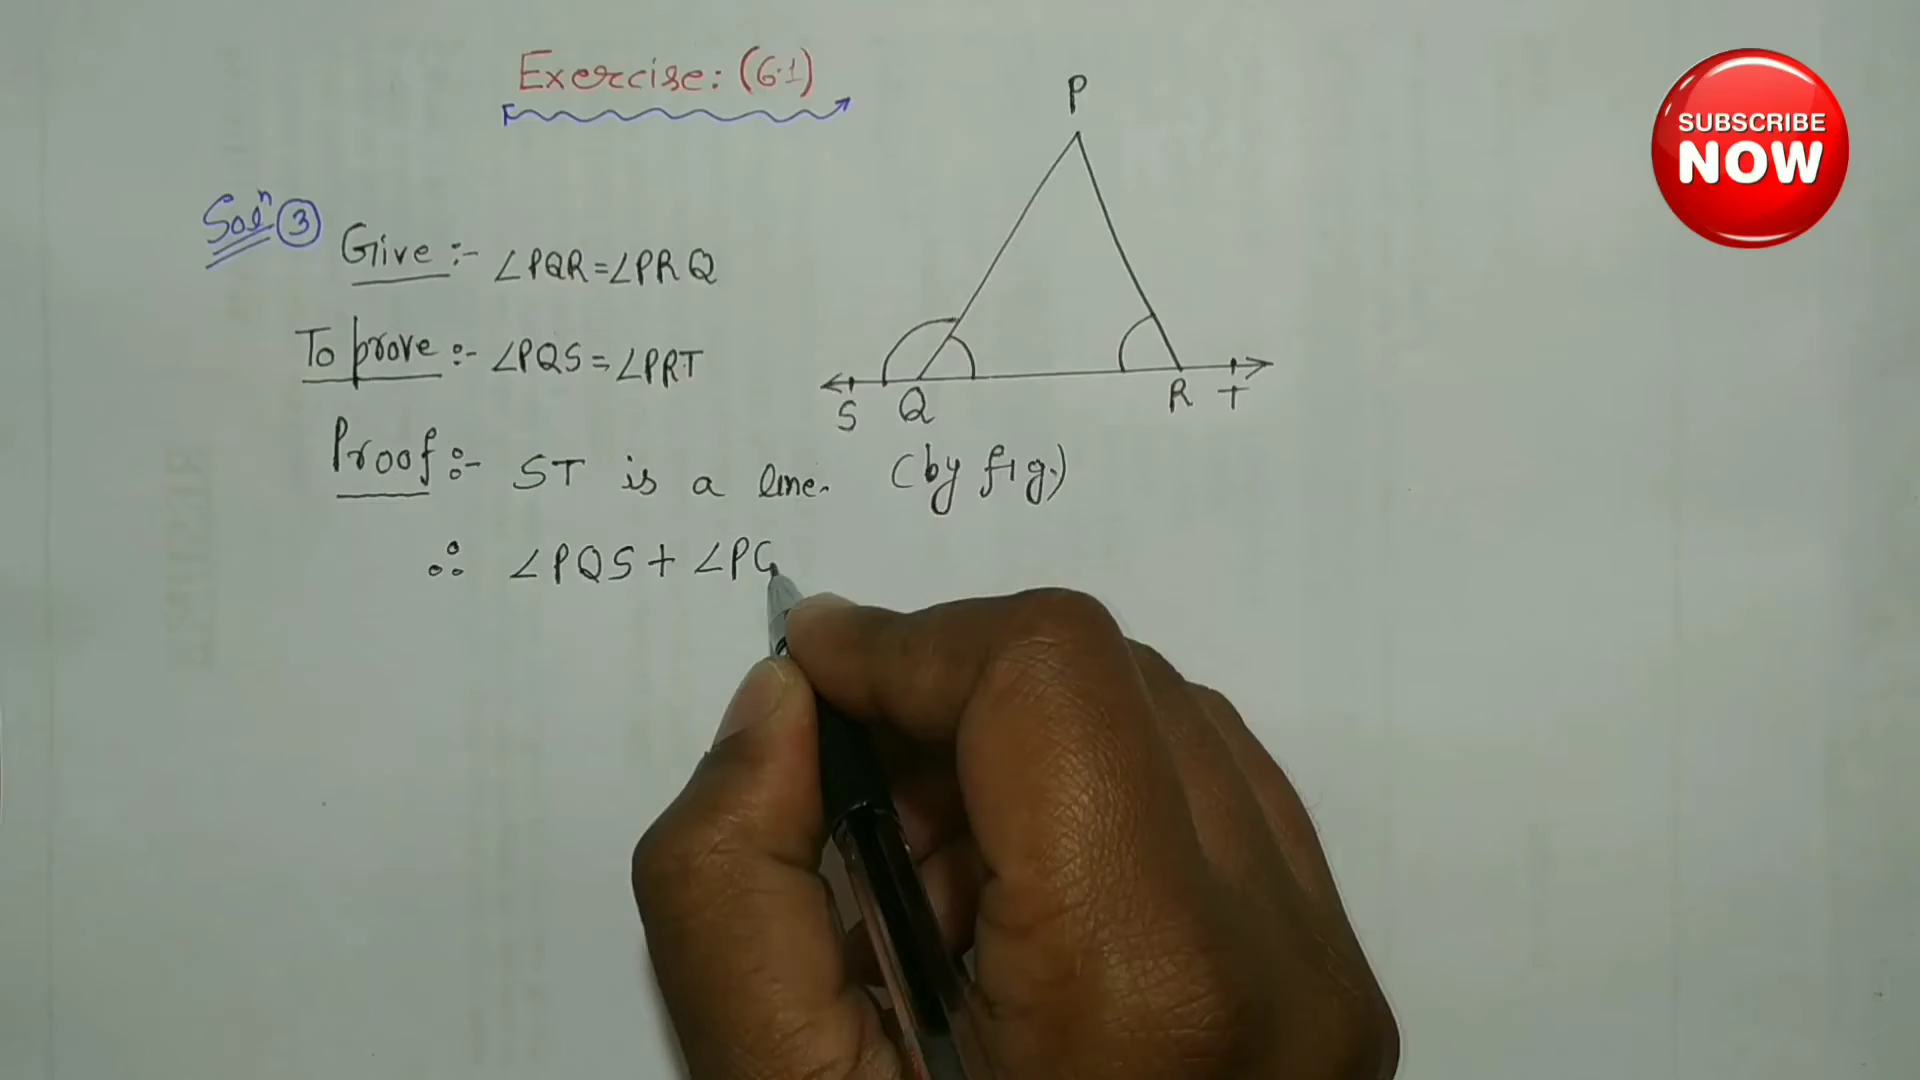 Exercise: (6.1)
Solⁿ ③
Give :- ∠PQR=∠PRQ
To prove :- ∠PQS=∠PRT
Proof :- ST is a line. (by fig.)
∴ ∠PQS + ∠PQ
P
S Q R T
SUBSCRIBE
NOW